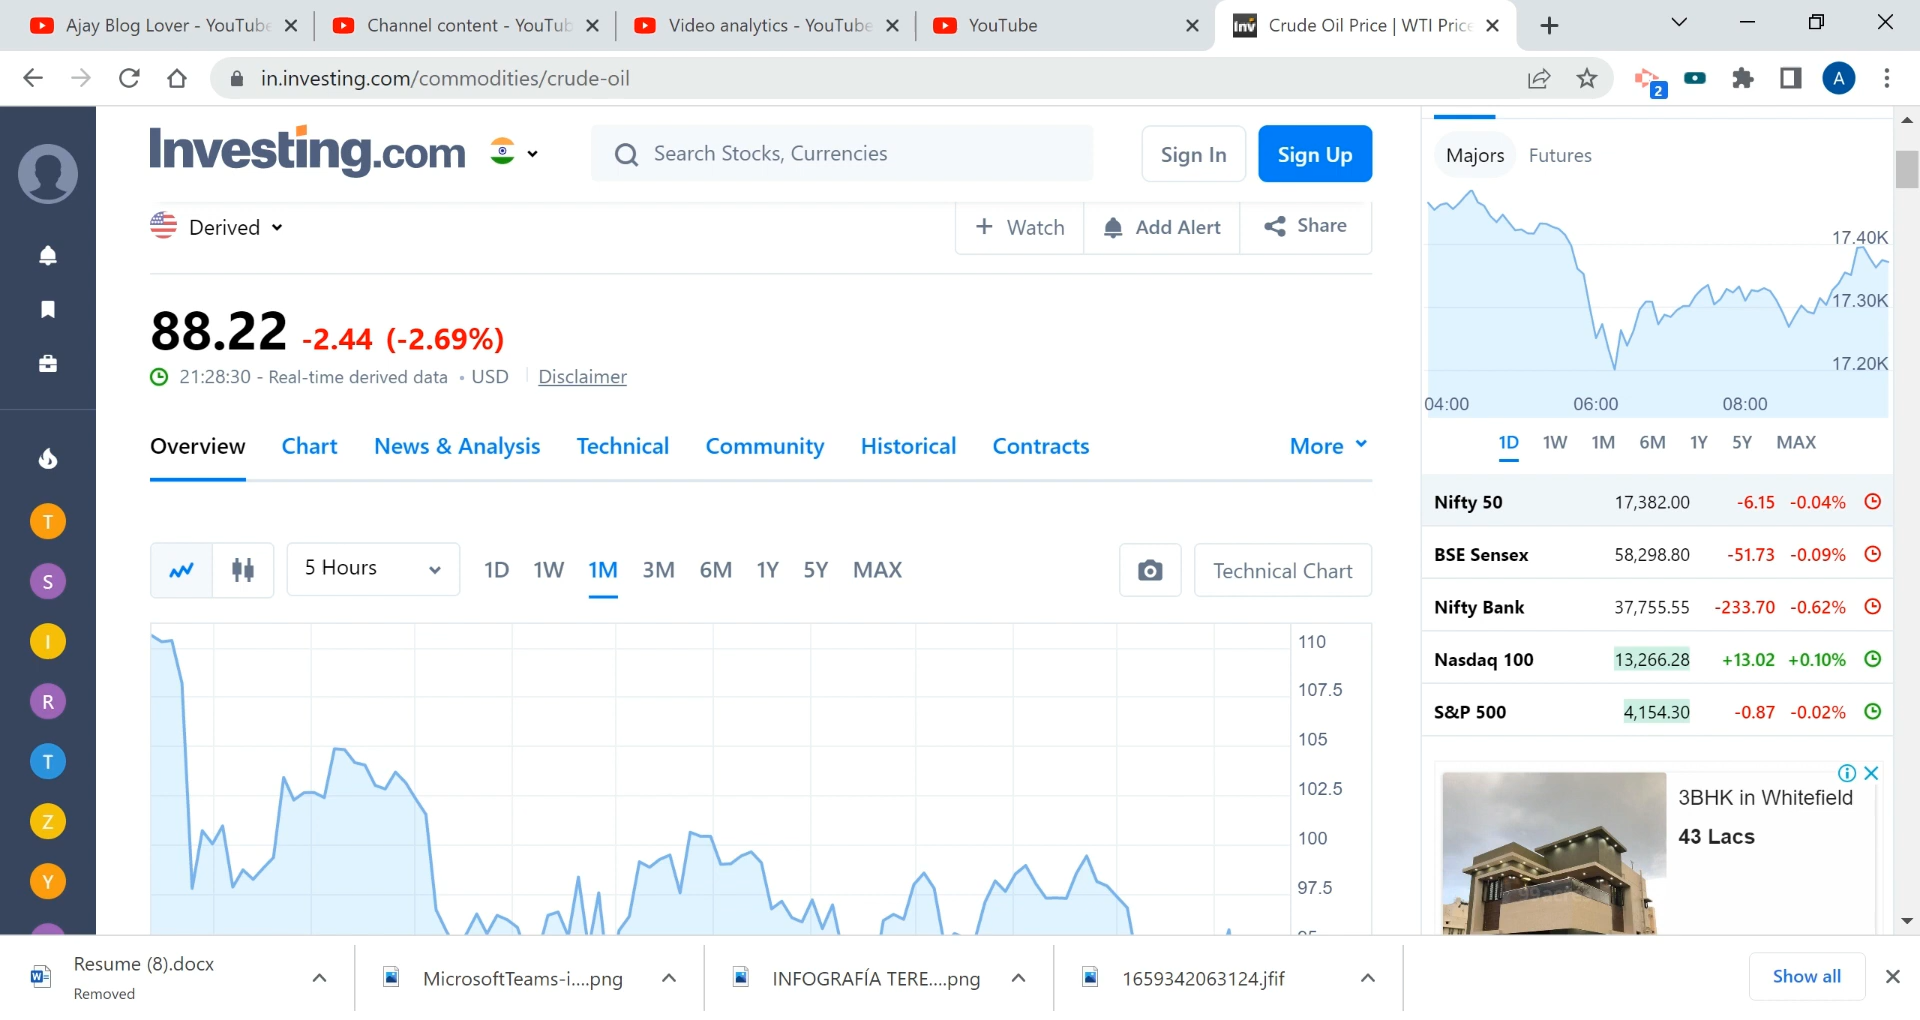 Ajay Blog Lover - YouTube
Channel content - YouTub
Video analytics - YouTube
YouTube
Inv
Crude Oil Price | WTI Price
in.investing.com/commodities/crude-oil
2
A
Investing.com
Search Stocks, Currencies
Sign In
Sign Up
Derived
+ Watch
Add Alert
Share
88.22 -2.44 (-2.69%)
21:28:30 - Real-time derived data • USD
Disclaimer
Overview
Chart
News & Analysis
Technical
Community
Historical
Contracts
More
5 Hours
1D 1W 1M 3M 6M 1Y 5Y MAX
Technical Chart
110
107.5
105
102.5
100
97.5
T
S
I
R
T
Z
Y
Majors
Futures
17.40K
17.30K
17.20K
04:00 06:00 08:00
1D 1W 1M 6M 1Y 5Y MAX
Nifty 50 17,382.00 -6.15 -0.04%
BSE Sensex 58,298.80 -51.73 -0.09%
Nifty Bank 37,755.55 -233.70 -0.62%
Nasdaq 100 13,266.28 +13.02 +0.10%
S&P 500 4,154.30 -0.87 -0.02%
3BHK in Whitefield
43 Lacs
Resume (8).docx
Removed
MicrosoftTeams-i....png
INFOGRAFÍA TERE....png
1659342063124.jfif
Show all